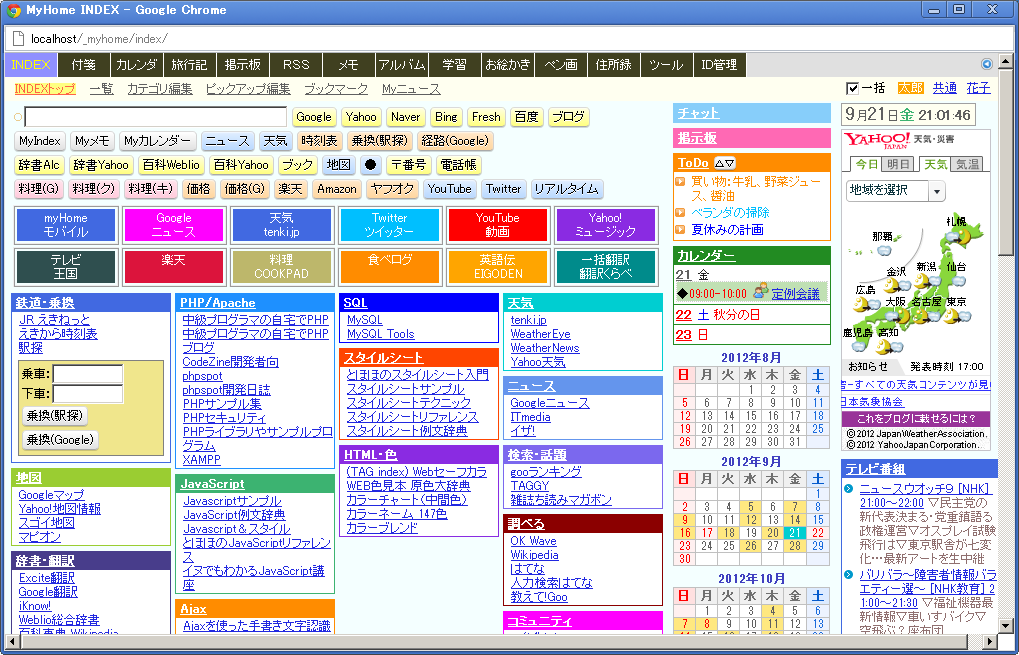 MyHome INDEX - Google Chrome
localhost/_myhome/index/
INDEX 付箋 カレンダ 旅行記 掲示板 RSS メモ アルバム 学習 お絵かき ペン画 住所録 ツール ID管理
INDEXトップ 一覧 カテゴリ編集 ピックアップ編集 ブックマーク Myニュース
一括 太郎 共通 花子
Google Yahoo Naver Bing Fresh 百度 ブログ
MyIndex Myメモ Myカレンダー ニュース 天気 時刻表 乗換(駅探) 経路(Google)
辞書Alc 辞書Yahoo 百科Weblio 百科Yahoo ブック 地図 ● 〒番号 電話帳
料理(G) 料理(ク) 料理(キ) 価格 価格(G) 楽天 Amazon ヤフオク YouTube Twitter リアルタイム
myHome
モバイル
Google
ニュース
天気
tenki.jp
Twitter
ツイッター
YouTube
動画
Yahoo!
ミュージック
テレビ
王国
楽天
料理
COOKPAD
食べログ
英語伝
EIGODEN
一括翻訳
翻訳くらべ
鉄道・乗換
JR えきねっと
えきから時刻表
駅探
乗車:
下車:
乗換(駅探)
乗換(Google)
地図
Googleマップ
Yahoo!地図情報
スゴイ地図
マピオン
辞書・翻訳
Excite翻訳
Google翻訳
iKnow!
Weblio総合辞書
百科事典 Wikipedia
PHP/Apache
中級プログラマの自宅でPHP
中級プログラマの自宅でPHP
ブログ
CodeZine開発者向
phpspot
phpspot開発日誌
PHPサンプル集
PHPセキュリティ
PHPライブラリやサンプルプロ
グラム
XAMPP
JavaScript
Javascriptサンプル
JavaScript例文辞典
Javascript＆スタイル
とほほのJavaScriptリファレン
ス
イヌでもわかるJavaScript講
座
Ajax
Ajaxを使った手書き文字認識
SQL
MySQL
MySQL Tools
スタイルシート
とほほのスタイルシート入門
スタイルシートサンプル
スタイルシートテクニック
スタイルシートリファレンス
スタイルシート例文辞典
HTML・色
(TAG index) Webセーフカラ
WEB色見本 原色大辞典
カラーチャート(中間色)
カラーネーム 147色
カラーブレンド
天気
tenki.jp
WeatherEye
WeatherNews
Yahoo天気
ニュース
Googleニュース
ITmedia
イザ!
検索・話題
gooランキング
TAGGY
雑誌ち読みマガボン
調べる
OK Wave
Wikipedia
はてな
人力検索はてな
教えて!Goo
コミュニティ
チャット
掲示板
ToDo △▽
買い物:牛乳、野菜ジュー
ス、醤油
ベランダの掃除
夏休みの計画
カレンダー
21 金
◆09:00-10:00 定例会議
22 土 秋分の日
23 日
2012年8月
日 月 火 水 木 金 土
1 2 3 4
5 6 7 8 9 10 11
12 13 14 15 16 17 18
19 20 21 22 23 24 25
26 27 28 29 30 31
2012年9月
日 月 火 水 木 金 土
1
2 3 4 5 6 7 8
9 10 11 12 13 14 15
16 17 18 19 20 21 22
23 24 25 26 27 28 29
30
2012年10月
日 月 火 水 木 金 土
1 2 3 4 5 6
7 8 9 10 11 12 13
9月21日金 21:01:46
YAHOO! JAPAN 天気・災害
今日 明日 天気 気温
地域を選択
札幌
那覇
新潟 仙台
金沢
広島
大阪 名古屋 東京
鹿児島 高知
お知らせ 発表時刻 17:00
すべての天気コンテンツが見
日本気象協会
これをブログに載せるには?
©2012 JapanWeatherAssociation.
©2012 YahooJapanCorporation.
テレビ番組
ニュースウオッチ9 [NHK]
21:00～22:00 ▽民主党の
新代表決まる・党重鎮語る
政権運営▽オスプレイ試験
飛行は▽東京駅舎が七変
化…最新アートを生中継
バリバラ～障害者情報バラ
エティー選～ [NHK教育] 2
1:00～21:30 ▽福祉機器最
新情報▽車いすバイク▽
空飛ぶ？座布団